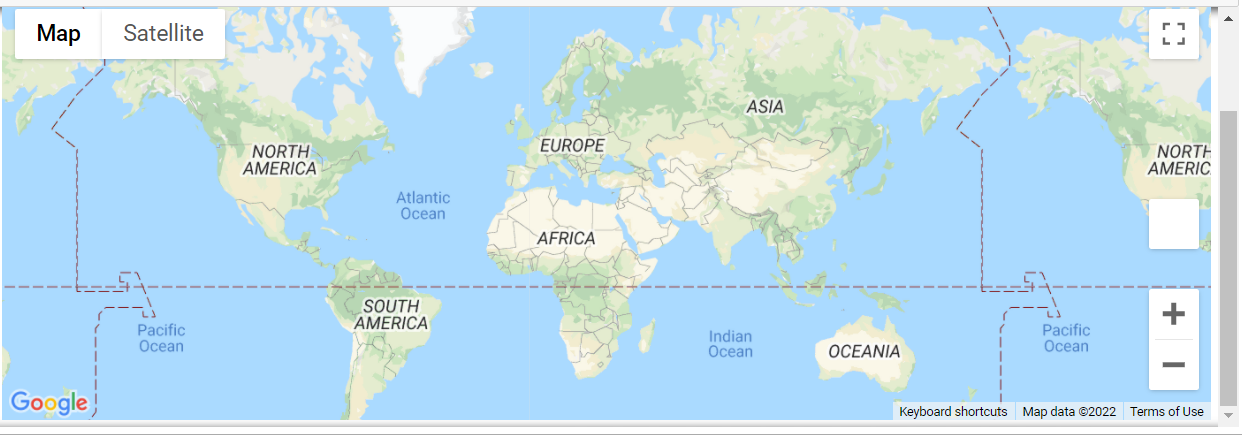 Map Satellite
ASIA
EUROPE
NORTH
AMERICA
NORTH
AMERIC
Atlantic
Ocean
AFRICA
SOUTH
AMERICA
Pacific
Ocean
Indian
Ocean
Pacific
Ocean
OCEANIA
Google
Keyboard shortcuts Map data ©2022 Terms of Use